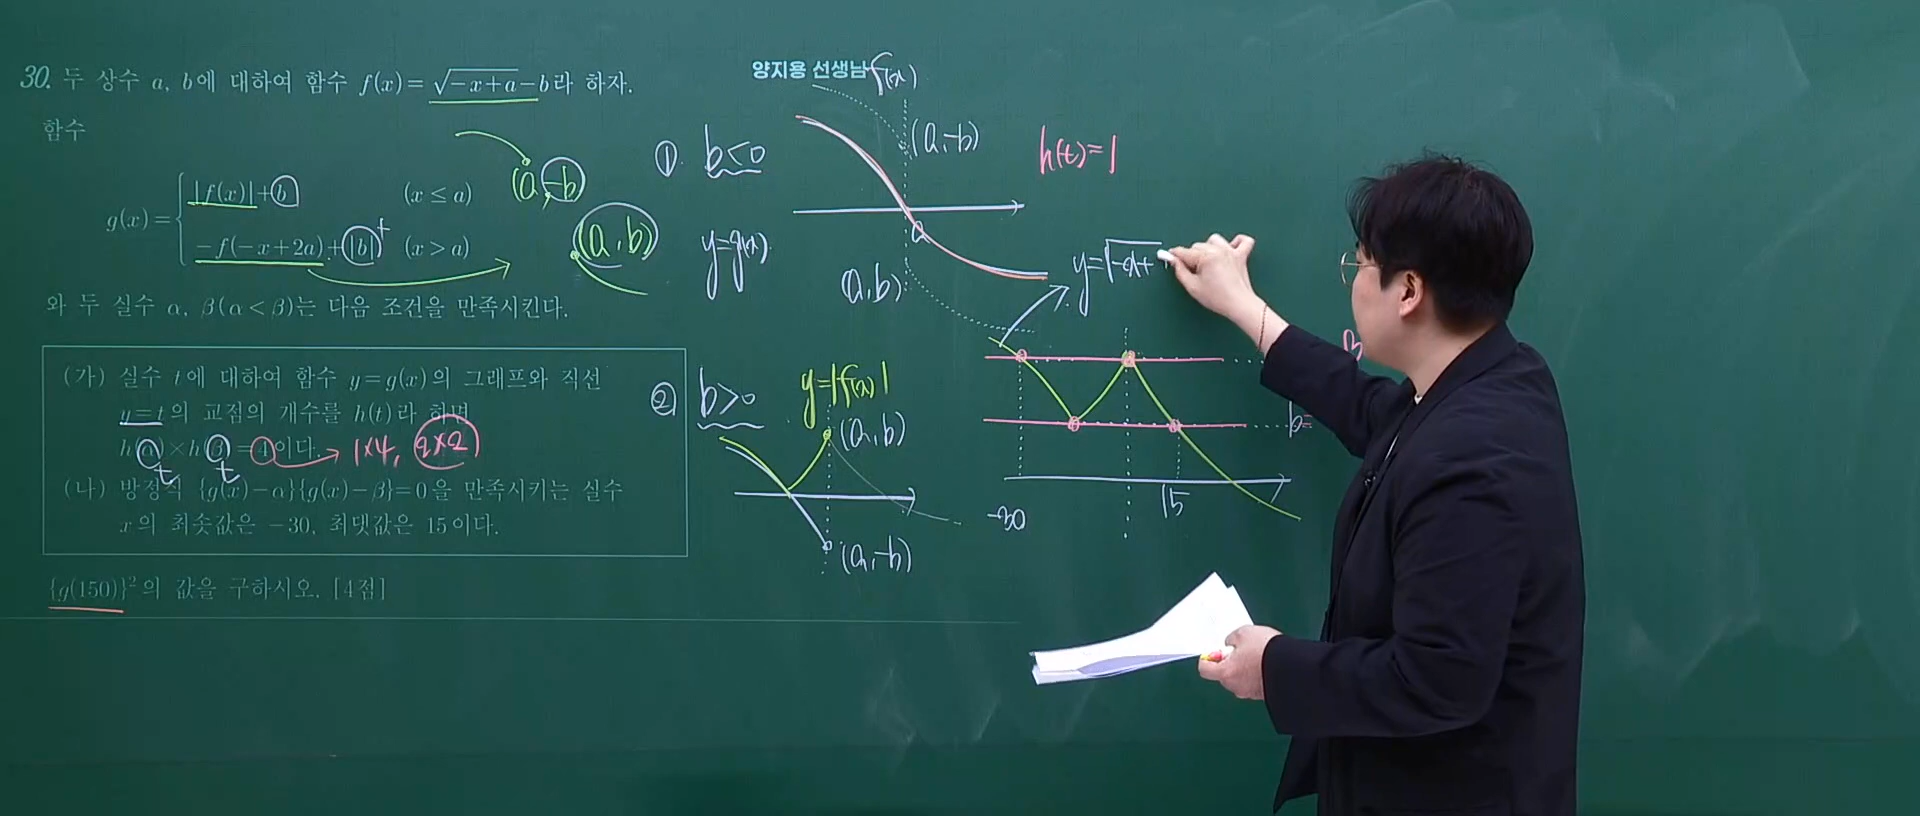 30. 두 상수 a, b에 대하여 함수 f(x)=√(-x+a)-b라 하자.
함수
g(x)= { |f(x)|+b (x≤a)
-f(-x+2a)+|b| (x>a)
+
(a, -b)
(a, b)
와 두 실수 α, β(α<β)는 다음 조건을 만족시킨다.
(가) 실수 t에 대하여 함수 y=g(x)의 그래프와 직선
y=t의 교점의 개수를 h(t)라 하면
h(α)×h(β)=4이다. → 1×4, 2×2
t t
(나) 방정식 {g(x)-α}{g(x)-β}=0을 만족시키는 실수
x의 최솟값은 -30, 최댓값은 15이다.
{g(150)}²의 값을 구하시오. [4점]
양지용 선생님
f(x)
① b<0
(a, -b)
h(t)=1
a
y=g(x)
(a, b)
② b>0
y=|f(x)|
(a, b)
(a, -b)
y=√-x+
β
b=
-30
15